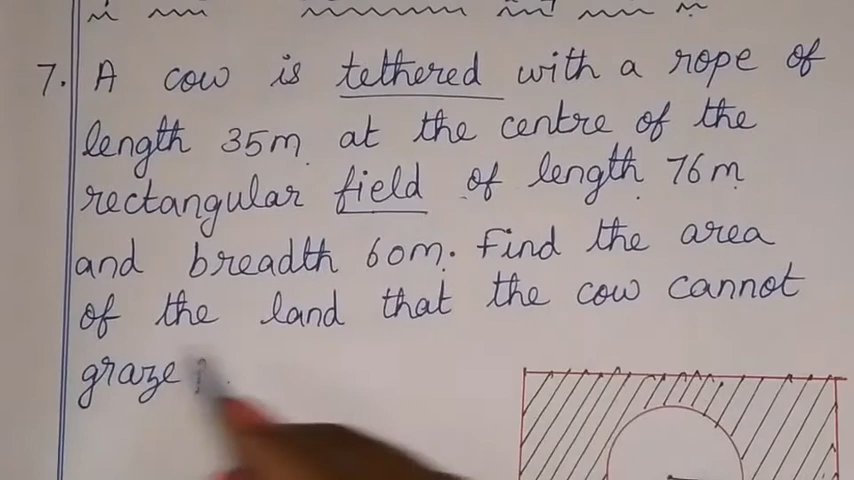 7. A cow is tethered with a rope of
length 35m at the centre of the
rectangular field of length 76m
and breadth 60m. Find the area
of the land that the cow cannot
graze?